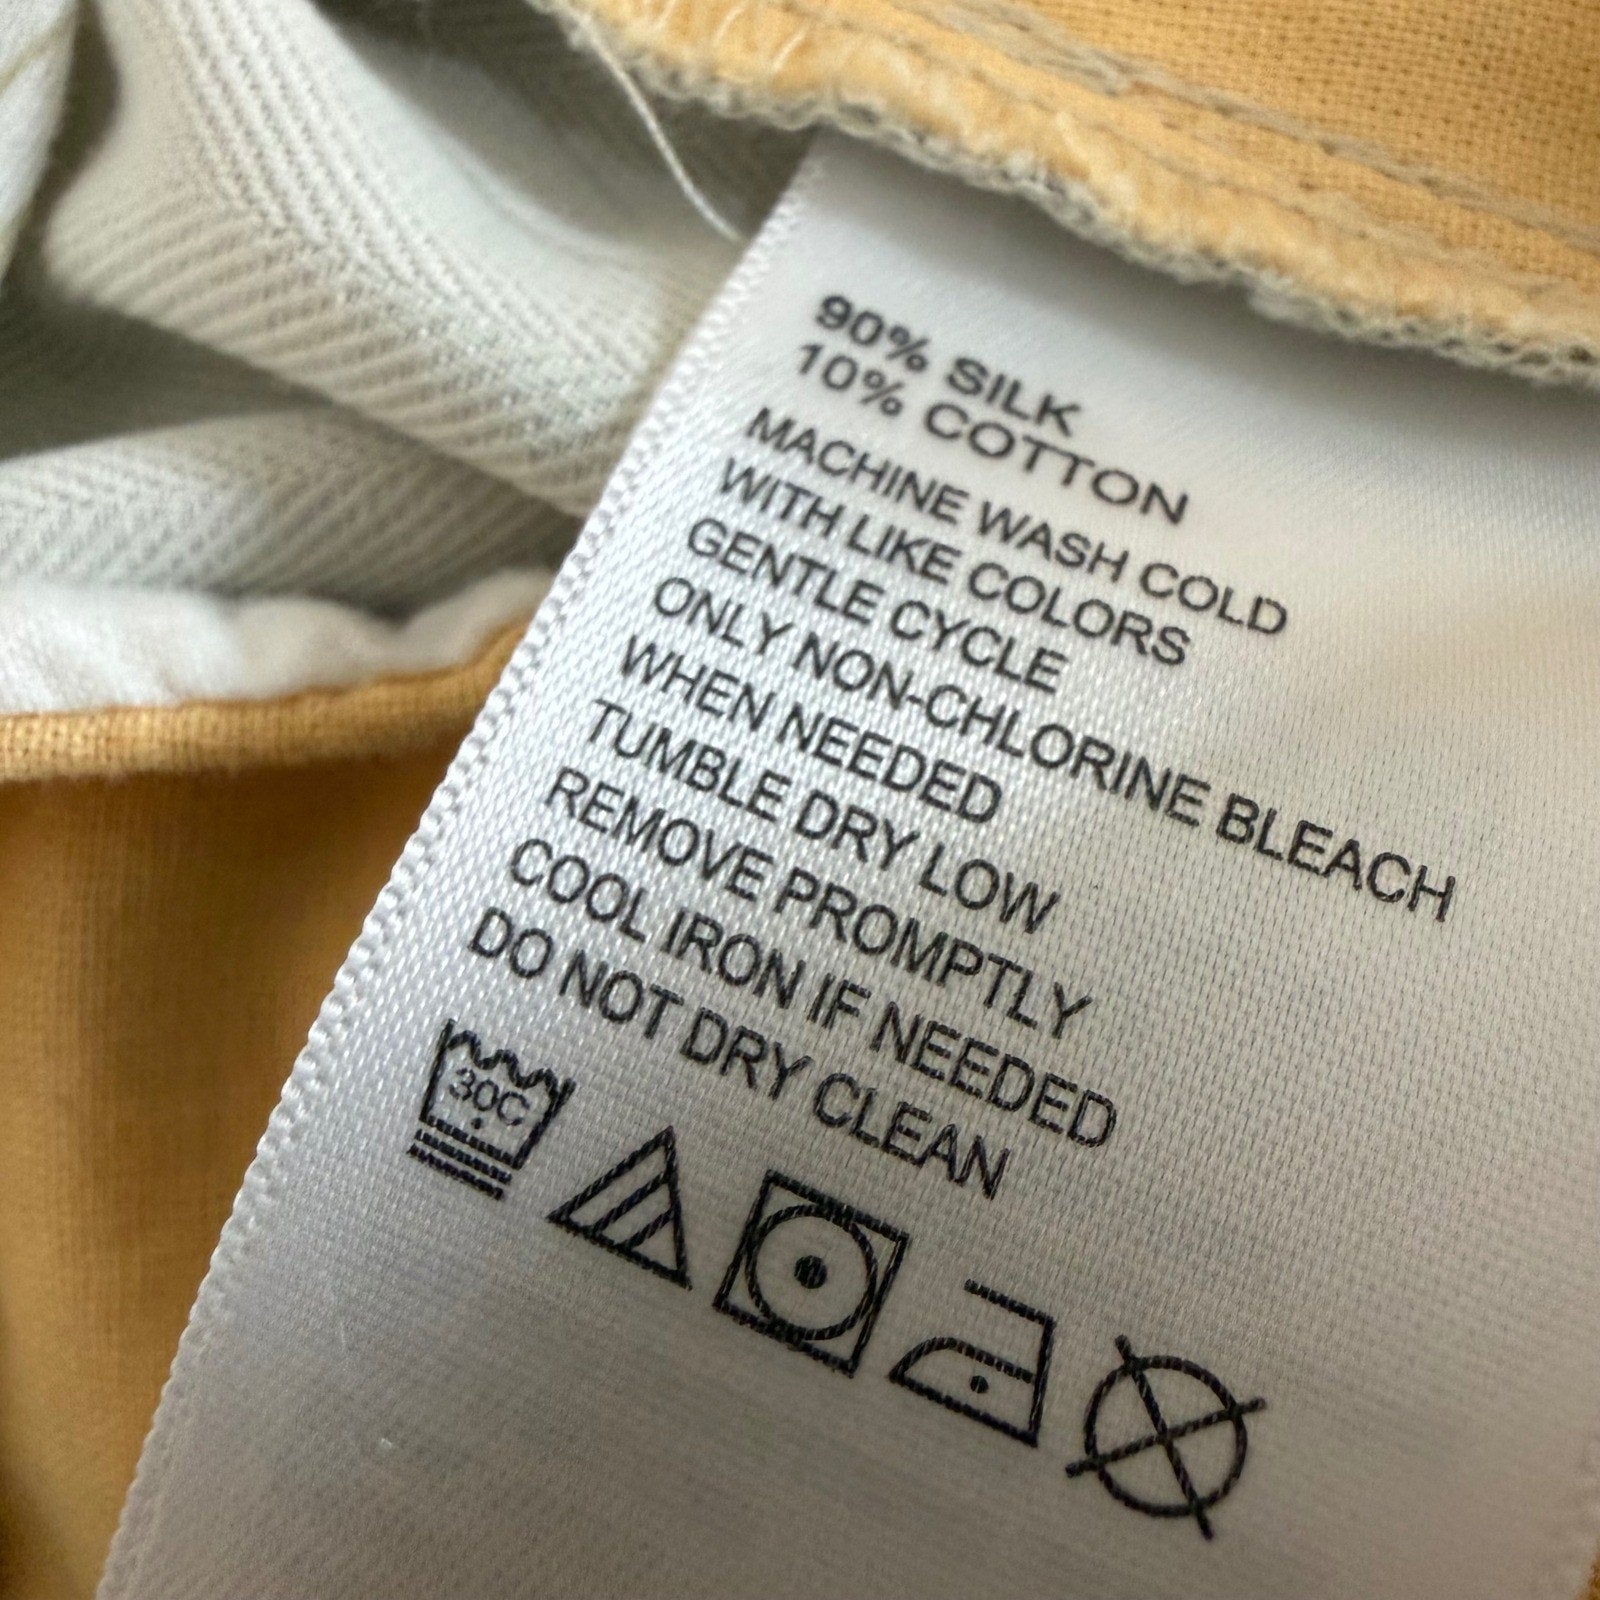 90% SILK
10% COTTON
MACHINE WASH COLD
WITH LIKE COLORS
GENTLE CYCLE
ONLY NON-CHLORINE BLEACH
WHEN NEEDED
TUMBLE DRY LOW
REMOVE PROMPTLY
COOL IRON IF NEEDED
DO NOT DRY CLEAN
30C